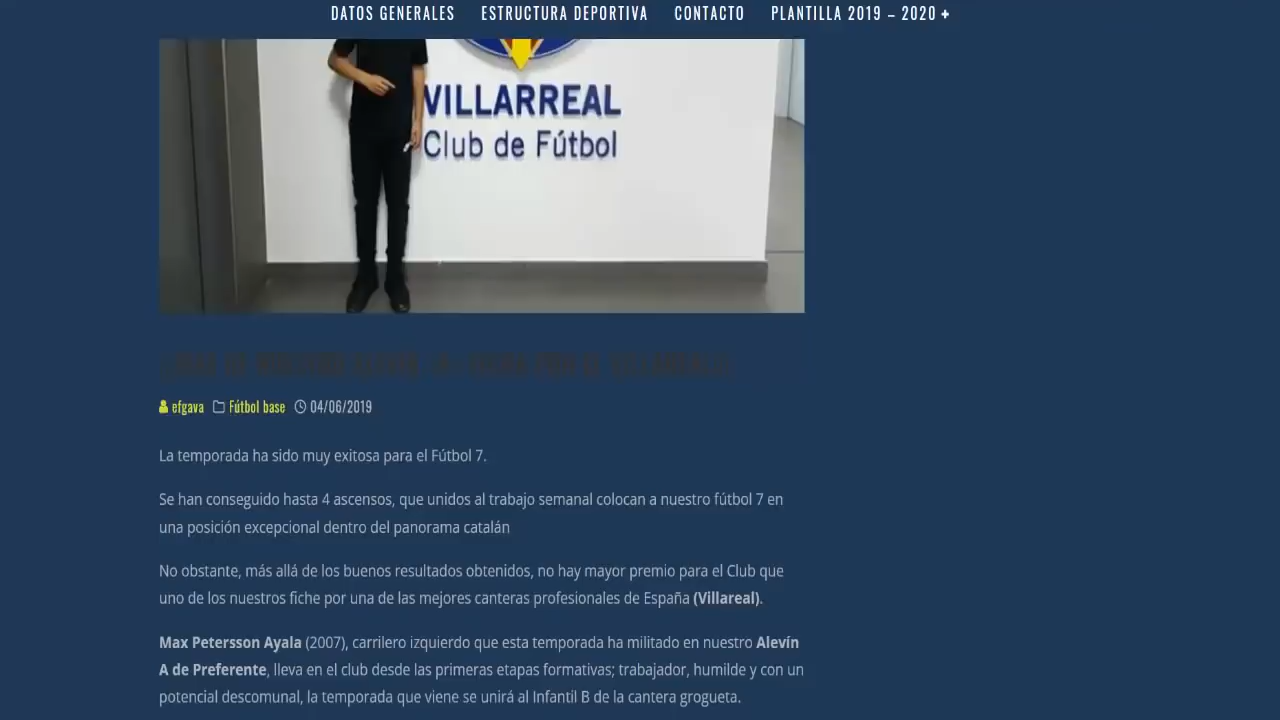 DATOS GENERALES ESTRUCTURA DEPORTIVA CONTACTO PLANTILLA 2019 – 2020 +
VILLARREAL
Club de Fútbol
efgava Fútbol base 04/06/2019
La temporada ha sido muy exitosa para el Fútbol 7.
Se han conseguido hasta 4 ascensos, que unidos al trabajo semanal colocan a nuestro fútbol 7 en
una posición excepcional dentro del panorama catalán
No obstante, más allá de los buenos resultados obtenidos, no hay mayor premio para el Club que
uno de los nuestros fiche por una de las mejores canteras profesionales de España (Villareal).
Max Petersson Ayala (2007), carrilero izquierdo que esta temporada ha militado en nuestro Alevín
A de Preferente, lleva en el club desde las primeras etapas formativas; trabajador, humilde y con un
potencial descomunal, la temporada que viene se unirá al Infantil B de la cantera grogueta.